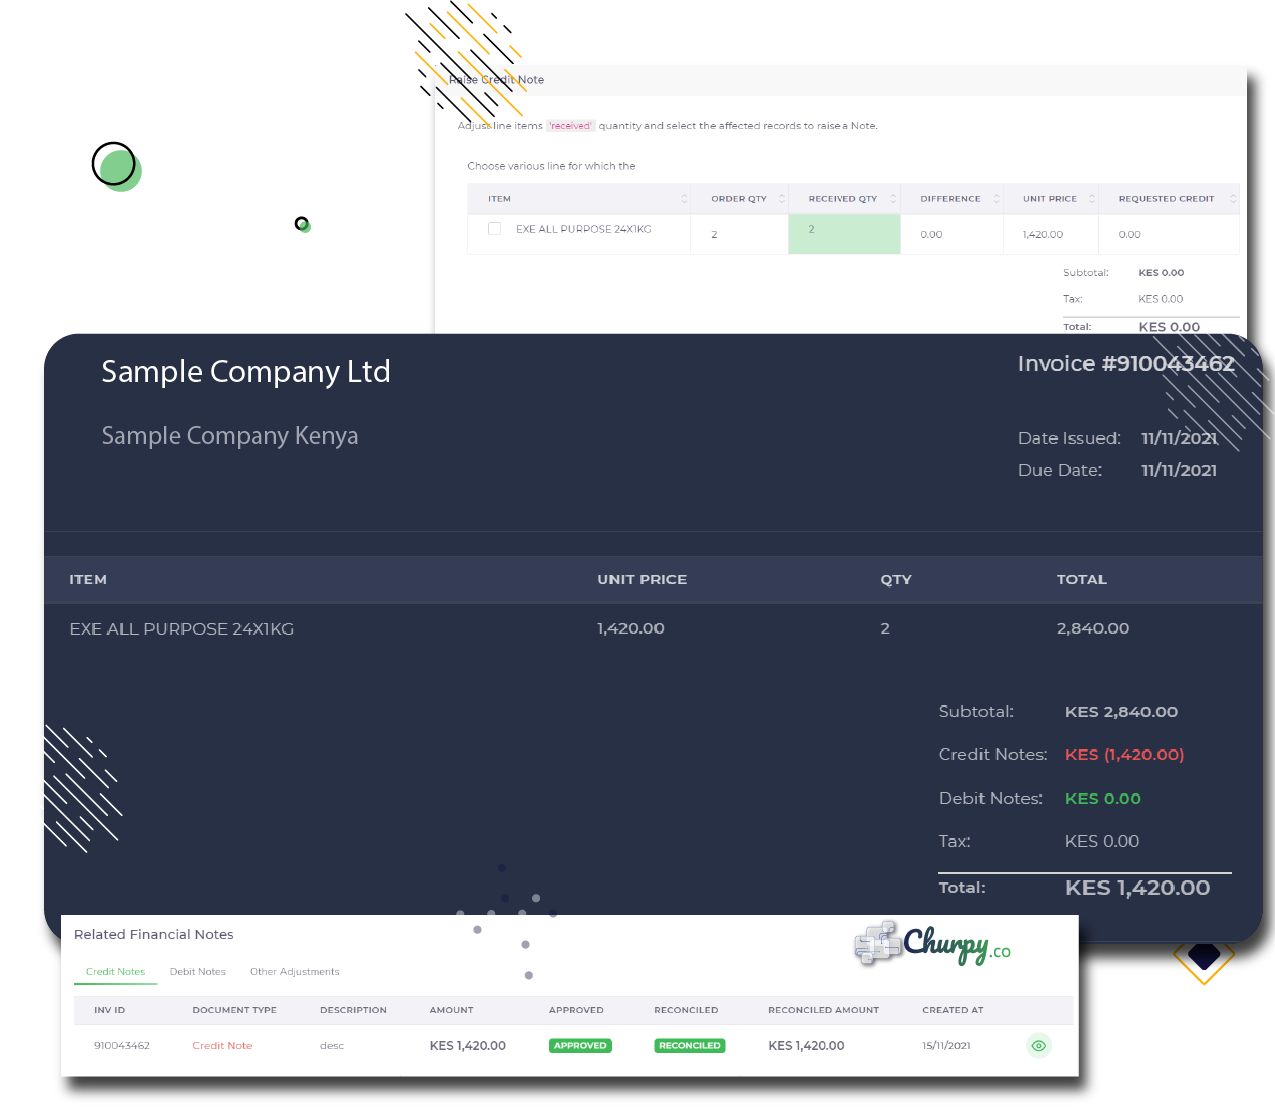 Raise Credit Note
Adjust line items 'received' quantity and select the affected records to raise a Note.
Choose various line for which the
ITEM ORDER QTY RECEIVED QTY DIFFERENCE UNIT PRICE REQUESTED CREDIT
EXE ALL PURPOSE 24X1KG 2 2 0.00 1,420.00 0.00
Subtotal: KES 0.00
Tax: KES 0.00
Total: KES 0.00
Sample Company Ltd
Invoice #910043462
Sample Company Kenya
Date Issued: 11/11/2021
Due Date: 11/11/2021
ITEM UNIT PRICE QTY TOTAL
EXE ALL PURPOSE 24X1KG 1,420.00 2 2,840.00
Subtotal: KES 2,840.00
Credit Notes: KES (1,420.00)
Debit Notes: KES 0.00
Tax: KES 0.00
Total: KES 1,420.00
Related Financial Notes
Churpy.co
Credit Notes Debit Notes Other Adjustments
INV ID DOCUMENT TYPE DESCRIPTION AMOUNT APPROVED RECONCILED RECONCILED AMOUNT CREATED AT
910043462 Credit Note desc KES 1,420.00 APPROVED RECONCILED KES 1,420.00 15/11/2021